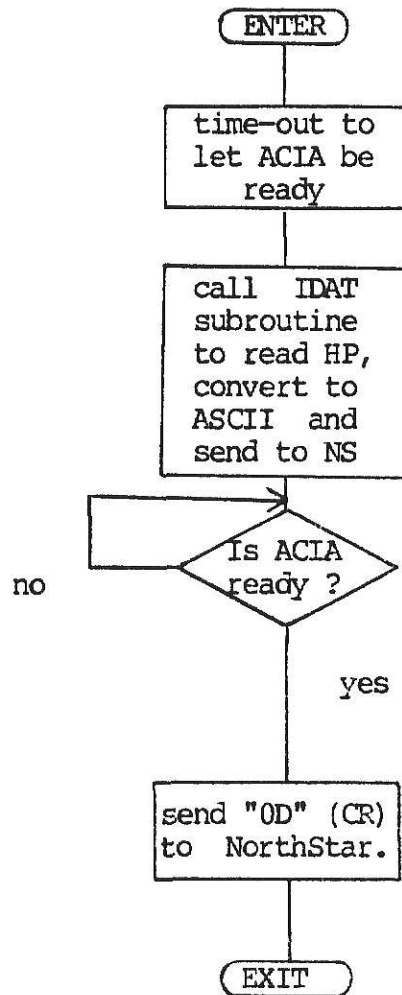 ENTER
time-out to
let ACIA be
ready
call IDAT
subroutine
to read HP,
convert to
ASCII and
send to NS
Is ACIA
ready ?
no
yes
send "0D" (CR)
to NorthStar.
EXIT